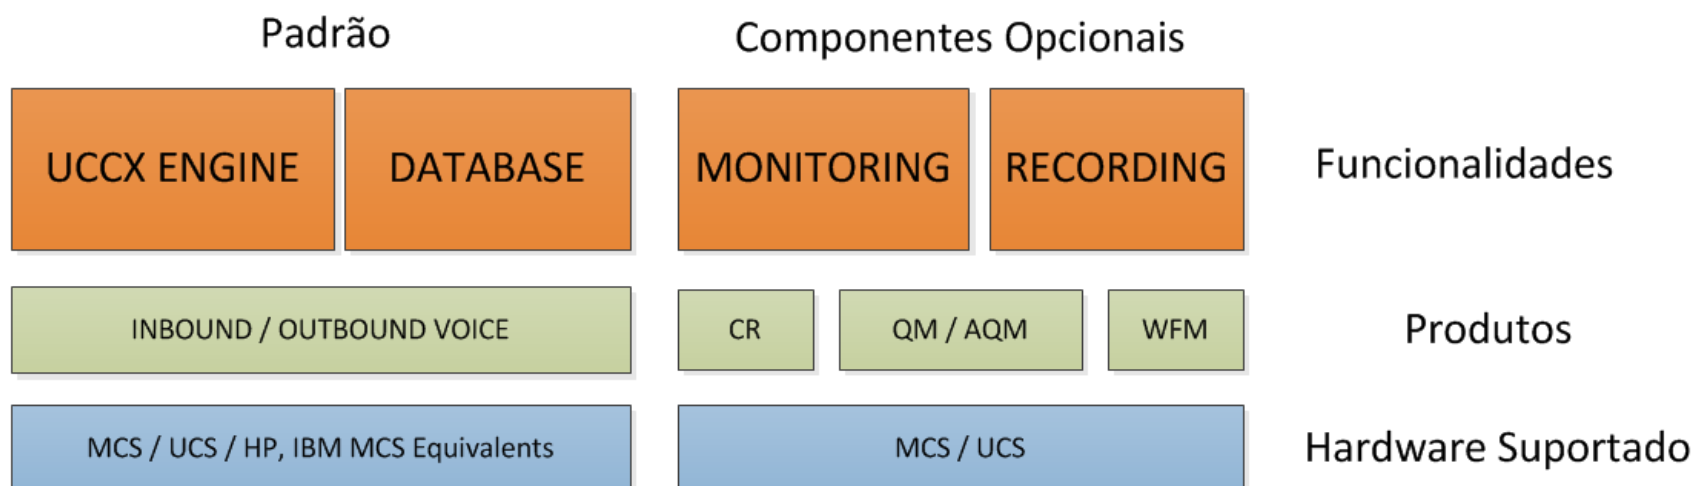 Padrão
Componentes Opcionais
UCCX ENGINE
DATABASE
MONITORING
RECORDING
Funcionalidades
INBOUND / OUTBOUND VOICE
CR
QM / AQM
WFM
Produtos
MCS / UCS / HP, IBM MCS Equivalents
MCS / UCS
Hardware Suportado